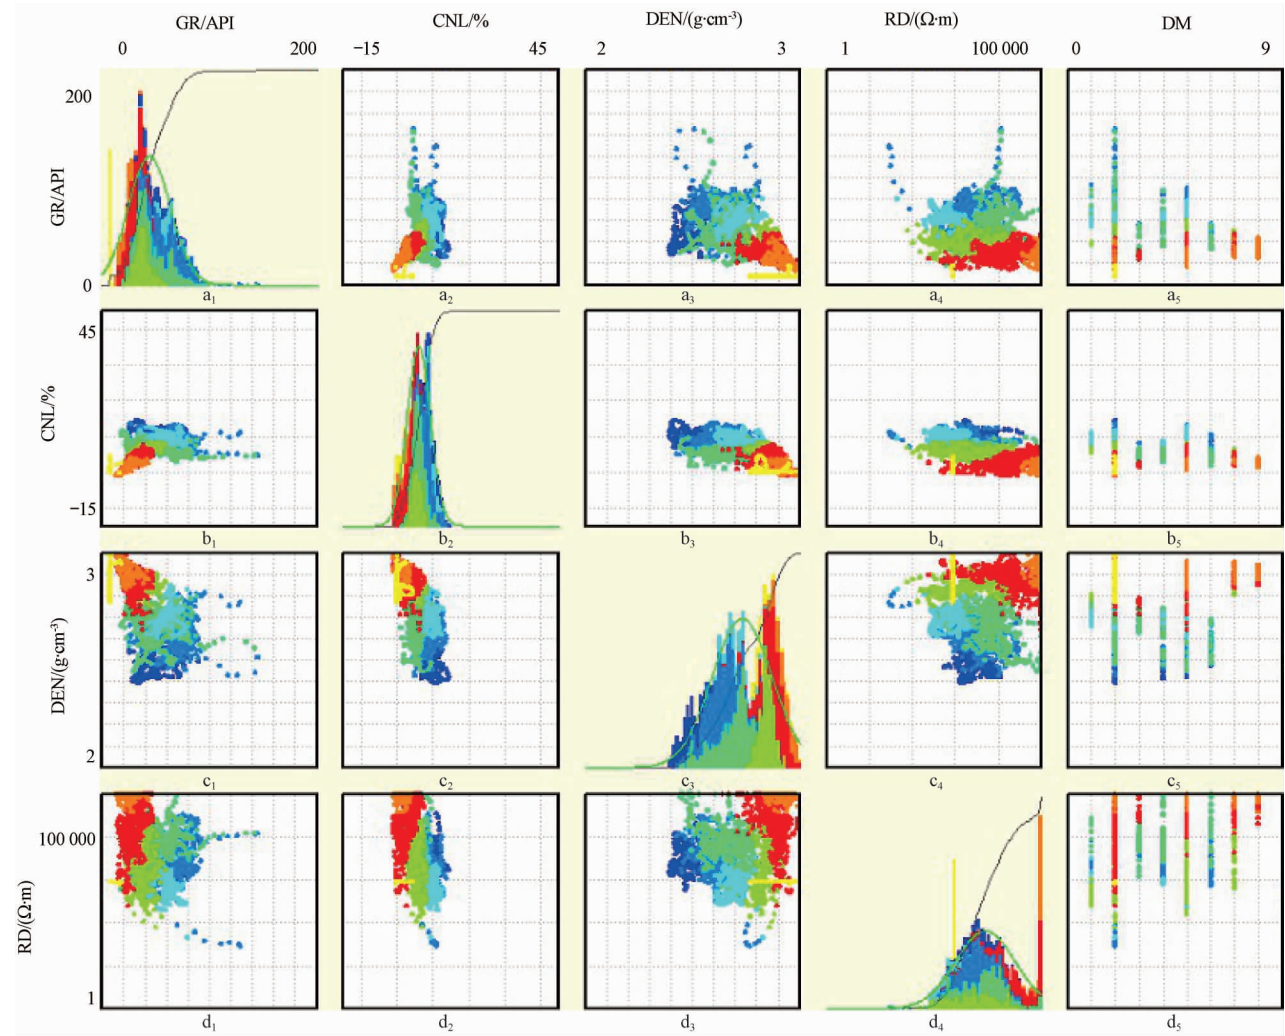 GR/API CNL/% DEN/(g·cm⁻³) RD/(Ω·m) DM
0 200 −15 45 2 3 1 100 000 0 9
200
GR/API
0
a₁ a₂ a₃ a₄ a₅
45
CNL/%
−15
b₁ b₂ b₃ b₄ b₅
3
DEN/(g·cm⁻³)
2
c₁ c₂ c₃ c₄ c₅
100 000
RD/(Ω·m)
1
d₁ d₂ d₃ d₄ d₅